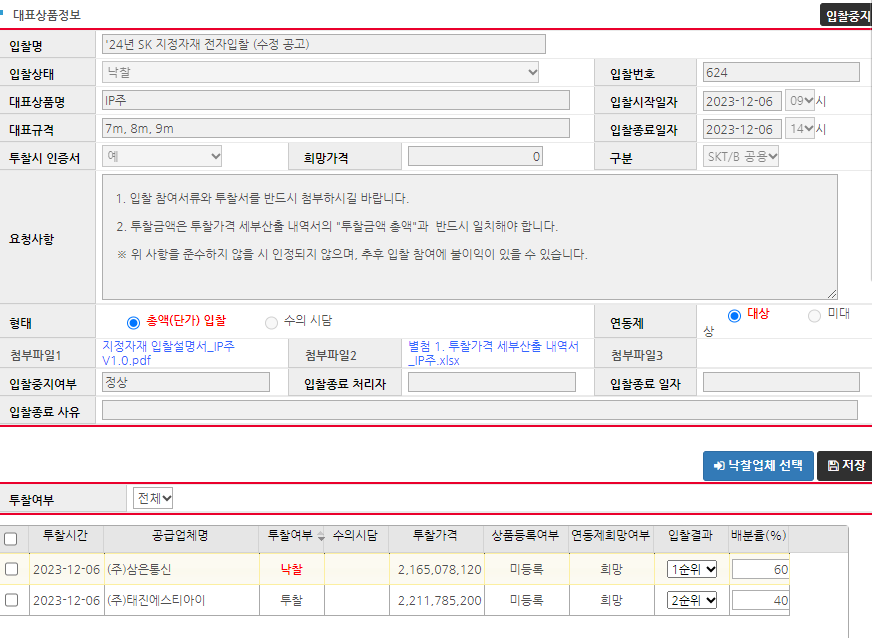 대표상품정보
입찰중지
입찰명 '24년 SK 지정자재 전자입찰 (수정 공고)
입찰상태 낙찰 입찰번호 624
대표상품명 IP주 입찰시작일자 2023-12-06 09 시
대표규격 7m, 8m, 9m 입찰종료일자 2023-12-06 14 시
투찰시 인증서 예 희망가격 0 구분 SKT/B 공용
요청사항
1. 입찰 참여서류와 투찰서를 반드시 첨부하시길 바랍니다.
2. 투찰금액은 투찰가격 세부산출 내역서의 "투찰금액 총액"과 반드시 일치해야 합니다.
※ 위 사항을 준수하지 않을 시 인정되지 않으며, 추후 입찰 참여에 불이익이 있을 수 있습니다.
형태 총액(단가) 입찰 수의 시담 연동제 대상 미대
상
첨부파일1 지정자재 입찰설명서_IP주
V1.0.pdf
첨부파일2 별첨 1. 투찰가격 세부산출 내역서
_IP주.xlsx
첨부파일3
입찰중지여부 정상 입찰종료 처리자 입찰종료 일자
입찰종료 사유
낙찰업체 선택 저장
투찰여부 전체
투찰시간 공급업체명 투찰여부 수의시담 투찰가격 상품등록여부 연동제희망여부 입찰결과 배분율(%)
2023-12-06 (주)삼은통신 낙찰 2,165,078,120 미등록 희망 1순위 60
2023-12-06 (주)태진에스티아이 투찰 2,211,785,200 미등록 희망 2순위 40